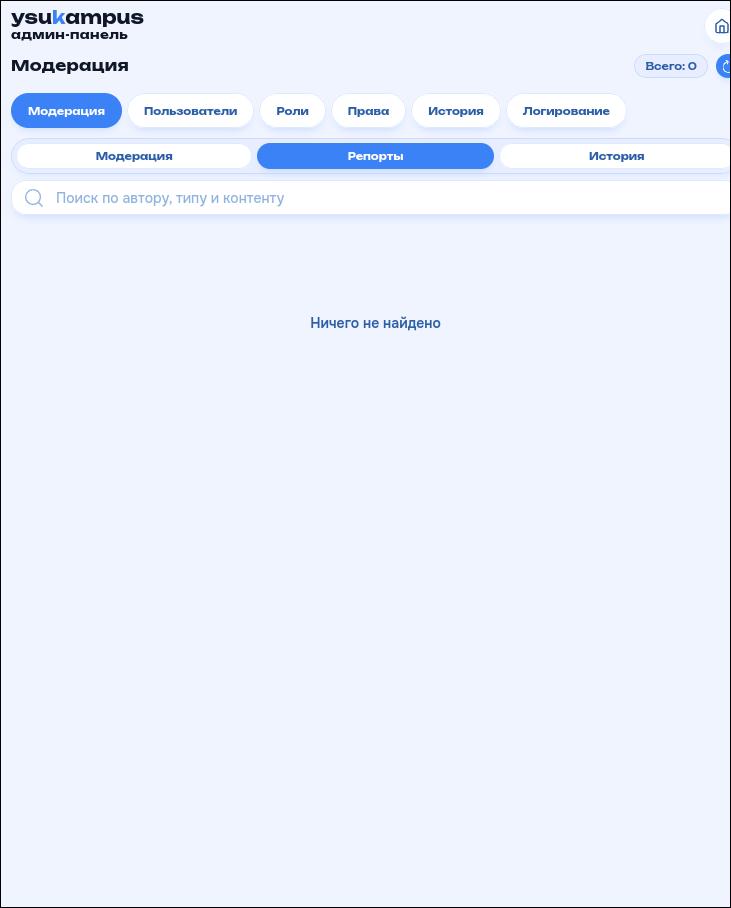 ysukampus
админ-панель
Модерация
Всего: 0
Модерация Пользователи Роли Права История Логирование
Модерация Репорты История
Поиск по автору, типу и контенту
Ничего не найдено